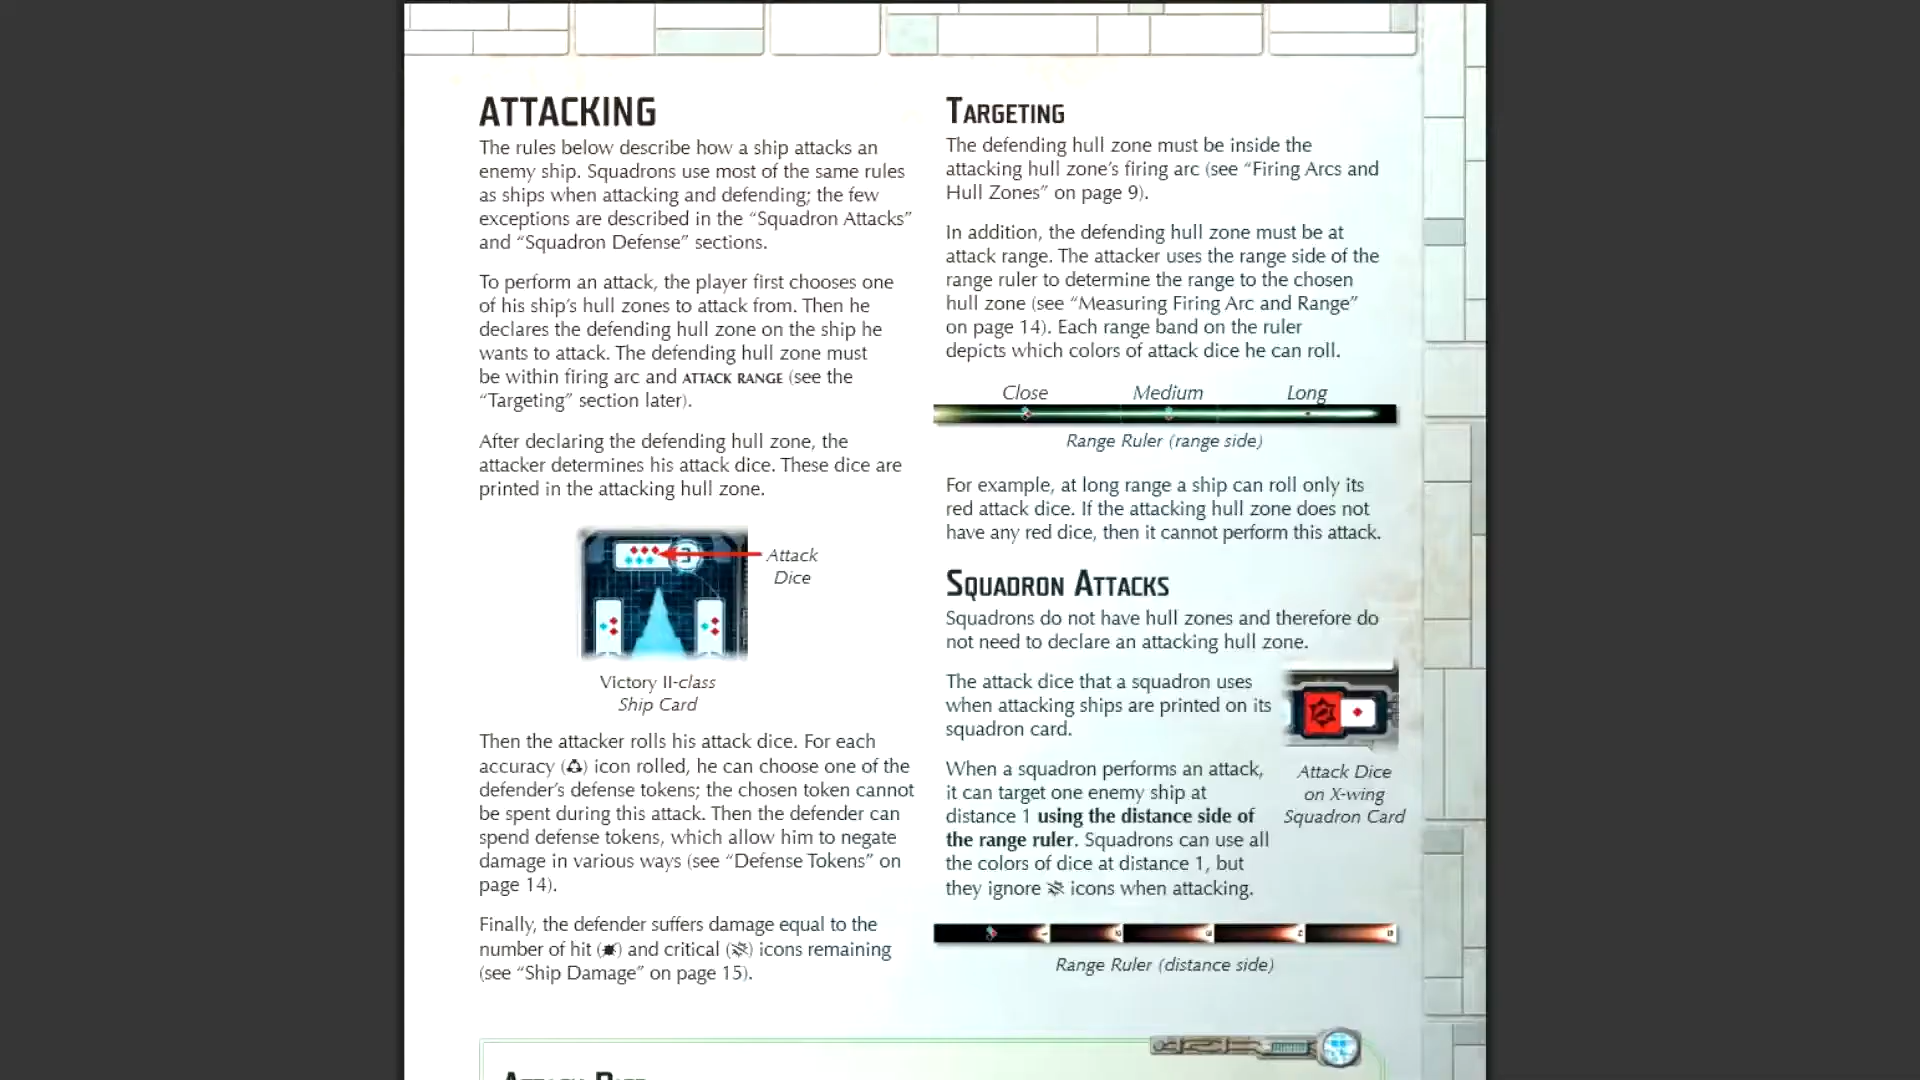 ATTACKING
The rules below describe how a ship attacks an
enemy ship. Squadrons use most of the same rules
as ships when attacking and defending; the few
exceptions are described in the “Squadron Attacks”
and “Squadron Defense” sections.
To perform an attack, the player first chooses one
of his ship’s hull zones to attack from. Then he
declares the defending hull zone on the ship he
wants to attack. The defending hull zone must
be within firing arc and ATTACK RANGE (see the
“Targeting” section later).
After declaring the defending hull zone, the
attacker determines his attack dice. These dice are
printed in the attacking hull zone.
3
Attack
Dice
Victory II-class
Ship Card
Then the attacker rolls his attack dice. For each
accuracy () icon rolled, he can choose one of the
defender’s defense tokens; the chosen token cannot
be spent during this attack. Then the defender can
spend defense tokens, which allow him to negate
damage in various ways (see “Defense Tokens” on
page 14).
Finally, the defender suffers damage equal to the
number of hit () and critical () icons remaining
(see “Ship Damage” on page 15).
TARGETING
The defending hull zone must be inside the
attacking hull zone’s firing arc (see “Firing Arcs and
Hull Zones” on page 9).
In addition, the defending hull zone must be at
attack range. The attacker uses the range side of the
range ruler to determine the range to the chosen
hull zone (see “Measuring Firing Arc and Range”
on page 14). Each range band on the ruler
depicts which colors of attack dice he can roll.
Close Medium Long
Range Ruler (range side)
For example, at long range a ship can roll only its
red attack dice. If the attacking hull zone does not
have any red dice, then it cannot perform this attack.
SQUADRON ATTACKS
Squadrons do not have hull zones and therefore do
not need to declare an attacking hull zone.
The attack dice that a squadron uses
when attacking ships are printed on its
squadron card.
When a squadron performs an attack,
it can target one enemy ship at
distance 1 using the distance side of
the range ruler. Squadrons can use all
the colors of dice at distance 1, but
they ignore icons when attacking.
Attack Dice
on X-wing
Squadron Card
Range Ruler (distance side)